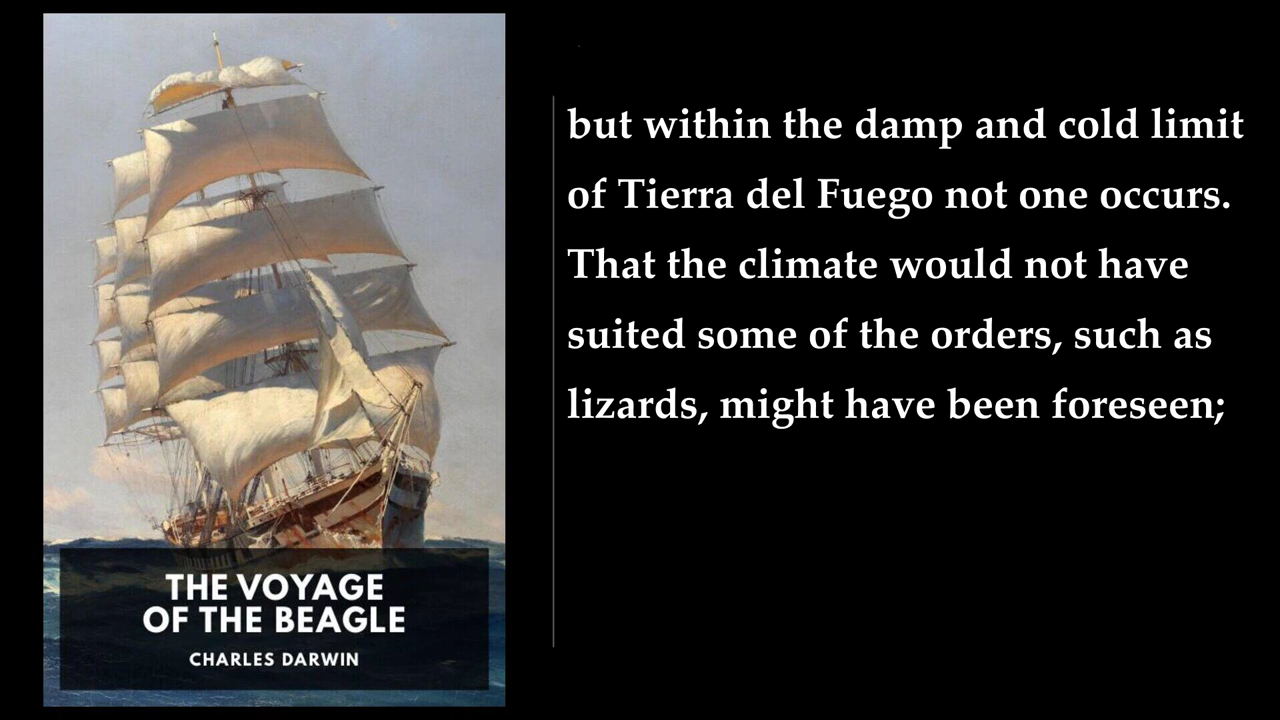 THE VOYAGE
OF THE BEAGLE
CHARLES DARWIN
but within the damp and cold limit
of Tierra del Fuego not one occurs.
That the climate would not have
suited some of the orders, such as
lizards, might have been foreseen;